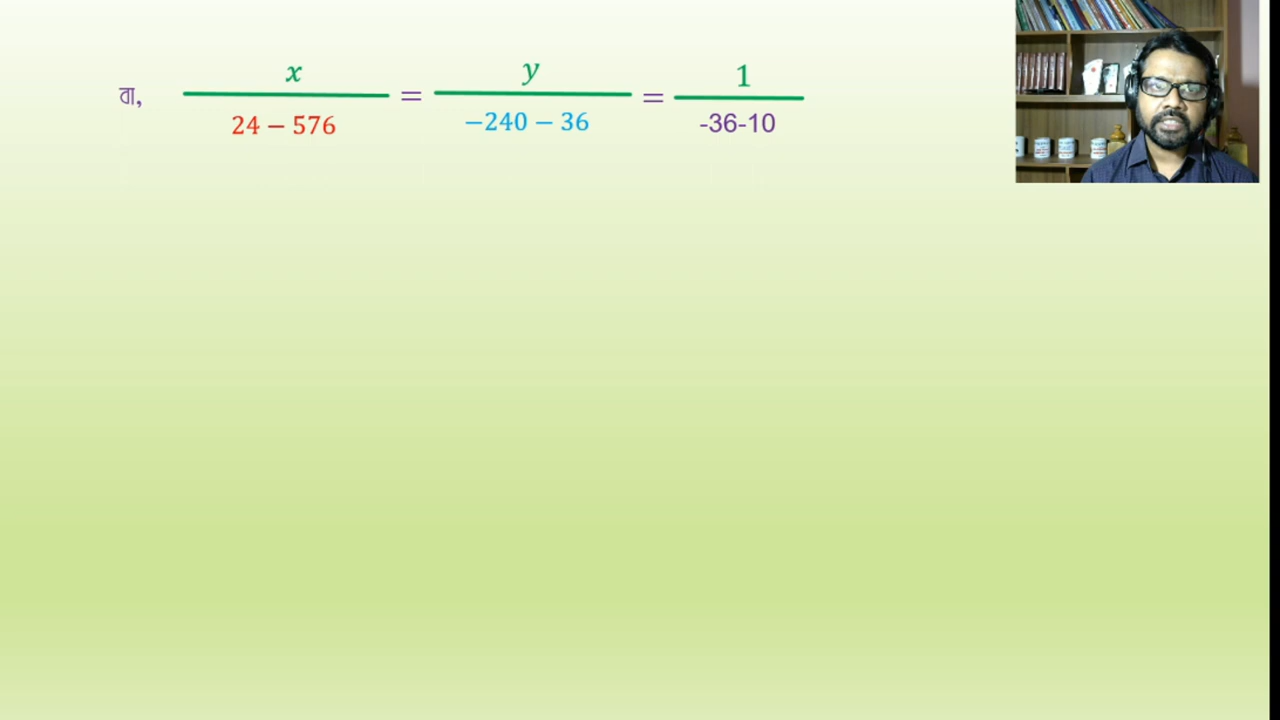 বা, x / (24 − 576) = y / (−240 − 36) = 1 / (-36-10)